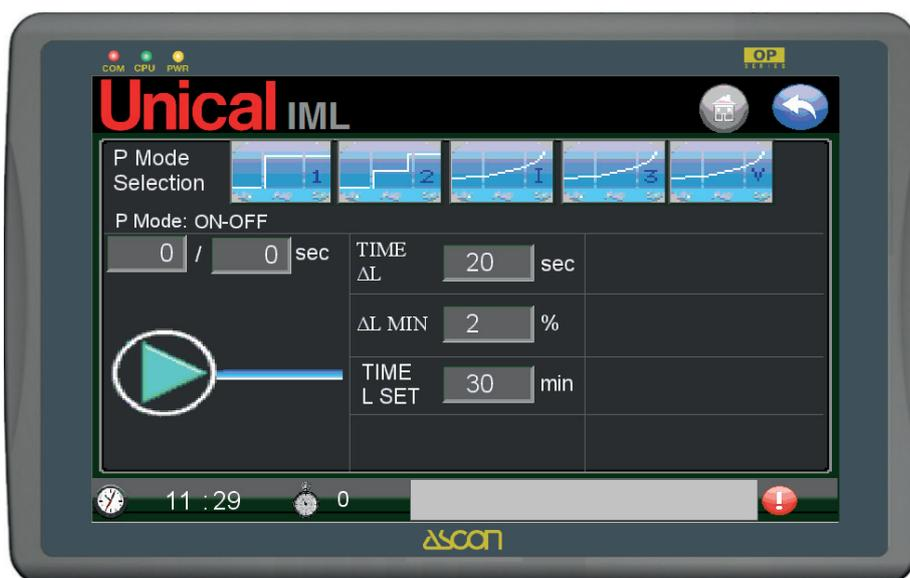 COM CPU PWR
OP
SERIES
Unical IML
P Mode
Selection
1 2 I 3 V
P Mode: ON-OFF
0 / 0 sec
TIME
ΔL
20 sec
ΔL MIN 2 %
TIME
L SET
30 min
11 : 29 0
!
ASCON